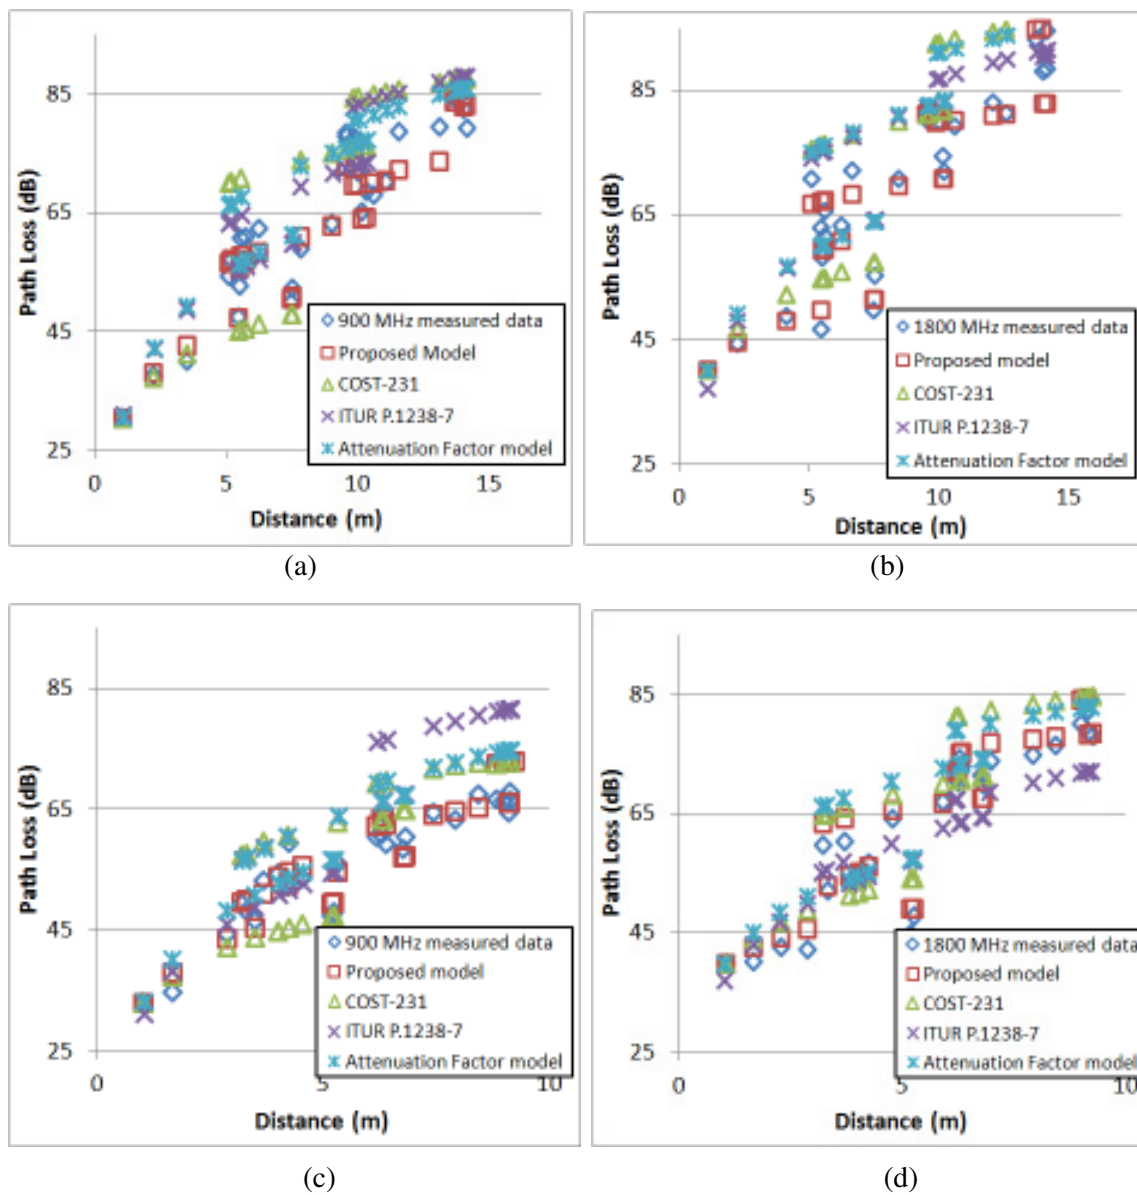 85
65
45
25
0
5
10
15
Path Loss (dB)
Distance (m)
900 MHz measured data
Proposed Model
COST-231
ITUR P.1238-7
Attenuation Factor model
(a)
85
65
45
25
0
5
10
15
Path Loss (dB)
Distance (m)
1800 MHz measured data
Proposed model
COST-231
ITUR P.1238-7
Attenuation Factor model
(b)
85
65
45
25
0
5
10
Path Loss (dB)
Distance (m)
900 MHz measured data
Proposed model
COST-231
ITUR P.1238-7
Attenuation Factor model
(c)
85
65
45
25
0
5
10
Path Loss (dB)
Distance (m)
1800 MHz measured data
Proposed model
COST-231
ITUR P.1238-7
Attenuation Factor model
(d)